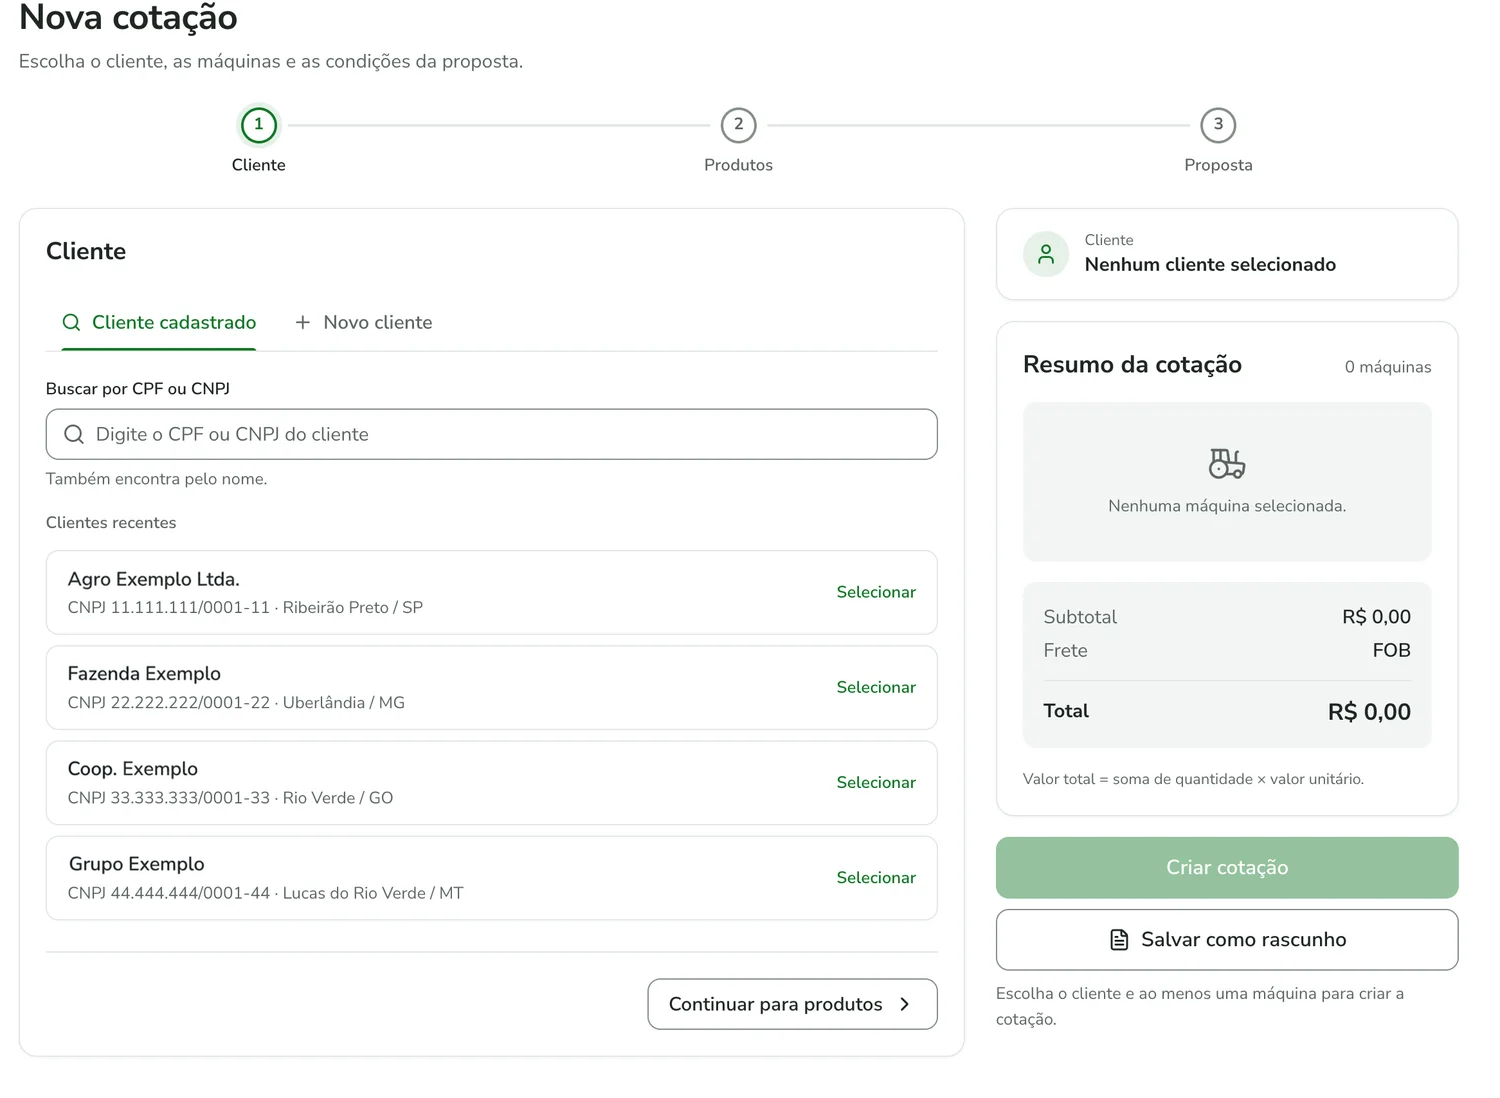 Nova cotação
Escolha o cliente, as máquinas e as condições da proposta.
1
2
3
Cliente
Produtos
Proposta
Cliente
Cliente cadastrado
Novo cliente
Buscar por CPF ou CNPJ
Digite o CPF ou CNPJ do cliente
Também encontra pelo nome.
Clientes recentes
Agro Exemplo Ltda.
CNPJ 11.111.111/0001-11 · Ribeirão Preto / SP
Selecionar
Fazenda Exemplo
CNPJ 22.222.222/0001-22 · Uberlândia / MG
Selecionar
Coop. Exemplo
CNPJ 33.333.333/0001-33 · Rio Verde / GO
Selecionar
Grupo Exemplo
CNPJ 44.444.444/0001-44 · Lucas do Rio Verde / MT
Selecionar
Continuar para produtos
Cliente
Nenhum cliente selecionado
Resumo da cotação
0 máquinas
Nenhuma máquina selecionada.
Subtotal R$ 0,00
Frete FOB
Total R$ 0,00
Valor total = soma de quantidade × valor unitário.
Criar cotação
Salvar como rascunho
Escolha o cliente e ao menos uma máquina para criar a
cotação.